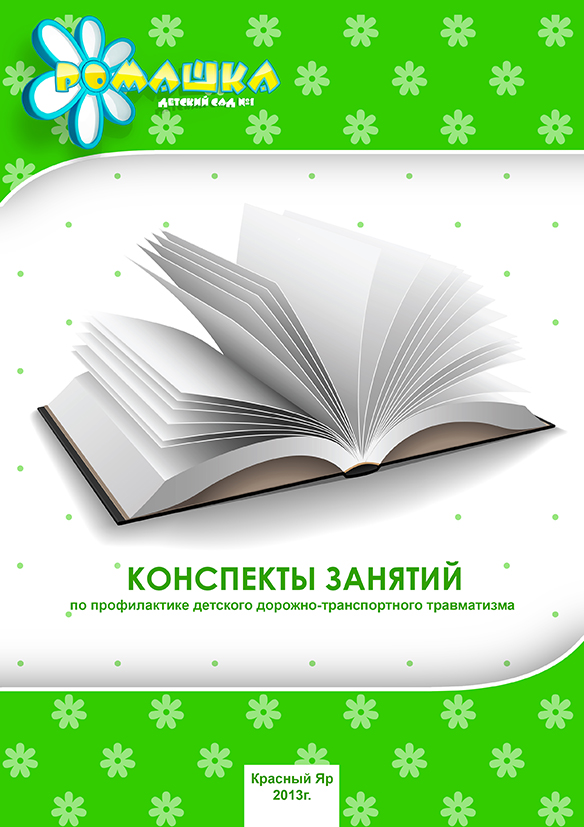 РОМАШКА
ДЕТСКИЙ САД №1
КОНСПЕКТЫ ЗАНЯТИЙ
по профилактике детского дорожно-транспортного травматизма
Красный Яр
2013г.